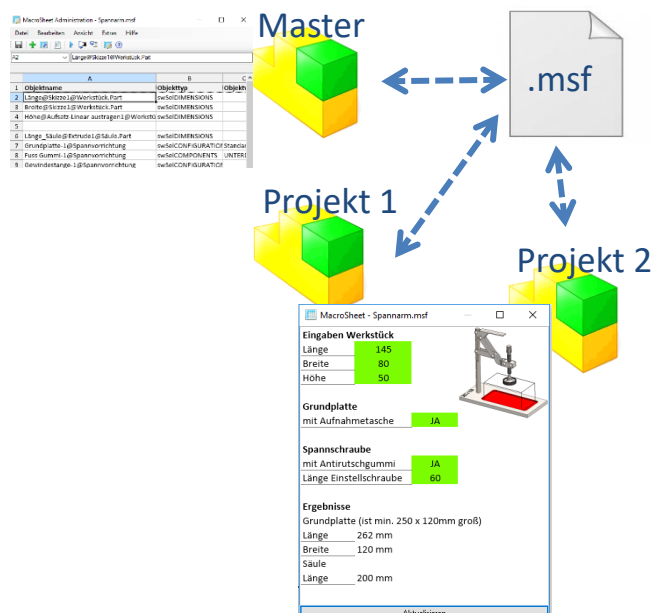 MacroSheet Administration - Spannarm.msf
Datei Bearbeiten Ansicht Extras Hilfe
A2 Länge@Skizze1@Werkstück.Part
A B C
1 Objektname Objekttyp Objekt
2 Länge@Skizze1@Werkstück.Part swSelDIMENSIONS
3 Breite@Skizze1@Werkstück.Part swSelDIMENSIONS
4 Höhe@Aufsatz-Linear austragen1@Werkstü swSelDIMENSIONS
5
6 Länge_Säule@Extrude1@Säule.Part swSelDIMENSIONS
7 Grundplatte-1@Spannvorrichtung swSelCONFIGURATION Standar
8 Fuss Gummi-1@Spannvorrichtung swSelCOMPONENTS UNTER
9 Gewindestange-1@Spannvorrichtung swSelCONFIGURATION
Master
.msf
Projekt 1
Projekt 2
MacroSheet - Spannarm.msf
Eingaben Werkstück
Länge 145
Breite 80
Höhe 50
Grundplatte
mit Aufnahmetasche JA
Spannschraube
mit Antirutschgummi JA
Länge Einstellschraube 60
Ergebnisse
Grundplatte (ist min. 250 x 120mm groß)
Länge 262 mm
Breite 120 mm
Säule
Länge 200 mm
Aktualisieren